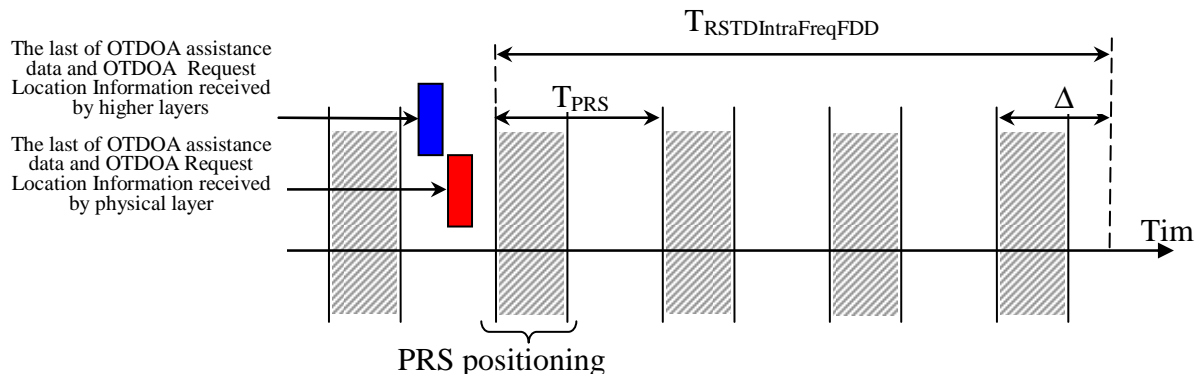 The last of OTDOA assistance
data and OTDOA Request
Location Information received
by higher layers
The last of OTDOA assistance
data and OTDOA Request
Location Information received
by physical layer
T_RSTDIntraFreqFDD
T_PRS
Δ
Tim
PRS positioning